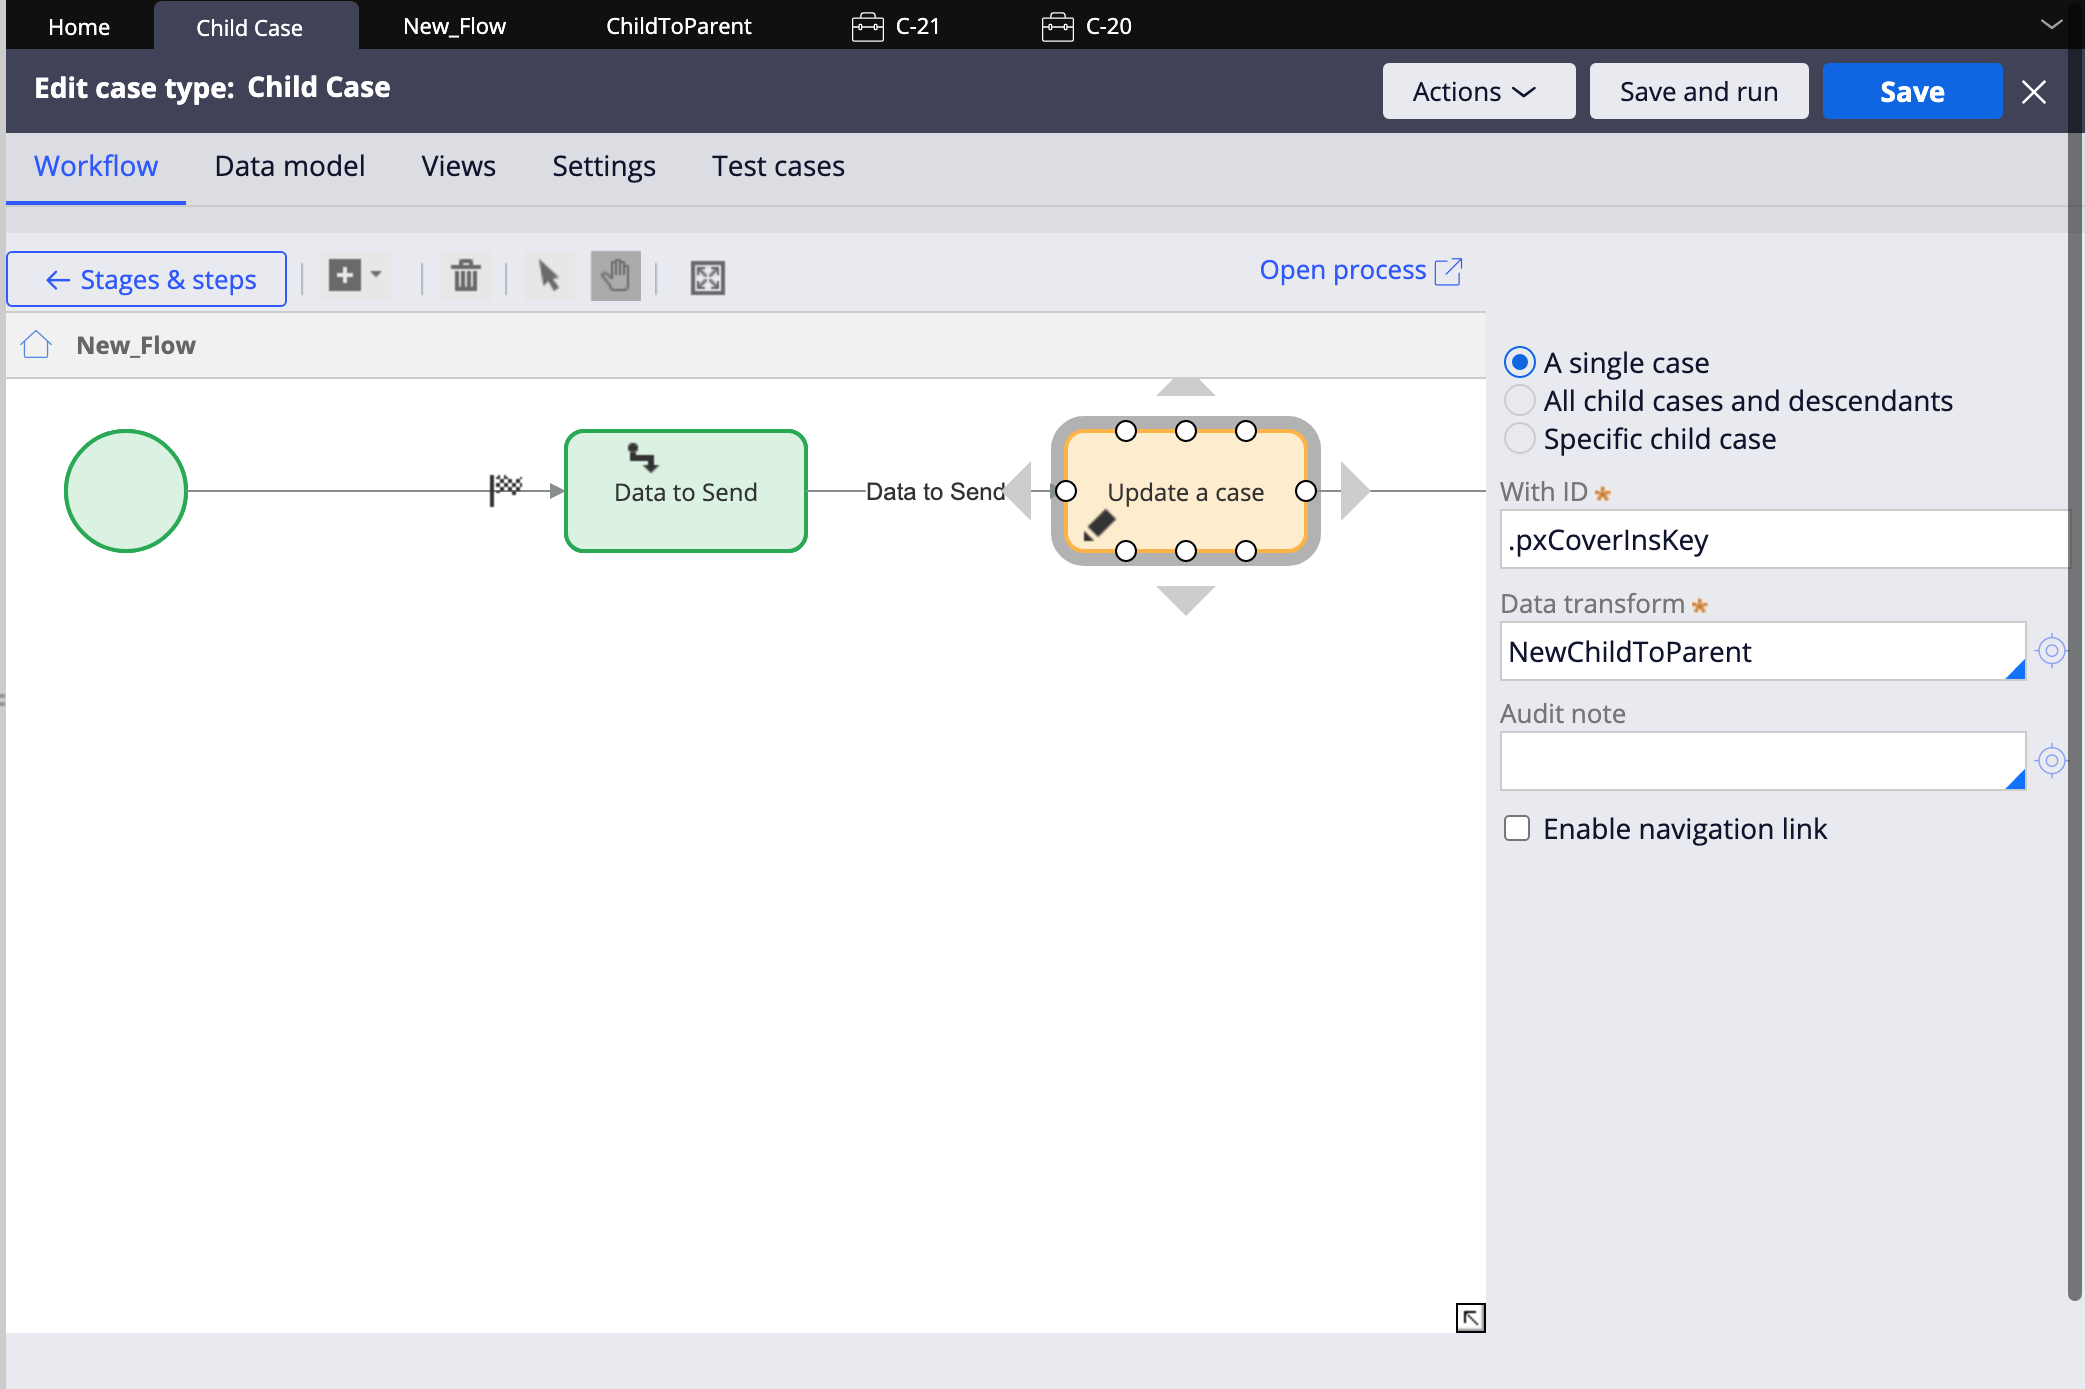 Home
Child Case
New_Flow
ChildToParent
C-21
C-20
Edit case type: Child Case
Actions
Save and run
Save
Workflow
Data model
Views
Settings
Test cases
Stages & steps
Open process
New_Flow
Data to Send
Data to Send
Update a case
A single case
All child cases and descendants
Specific child case
With ID *
.pxCoverInsKey
Data transform *
NewChildToParent
Audit note
Enable navigation link